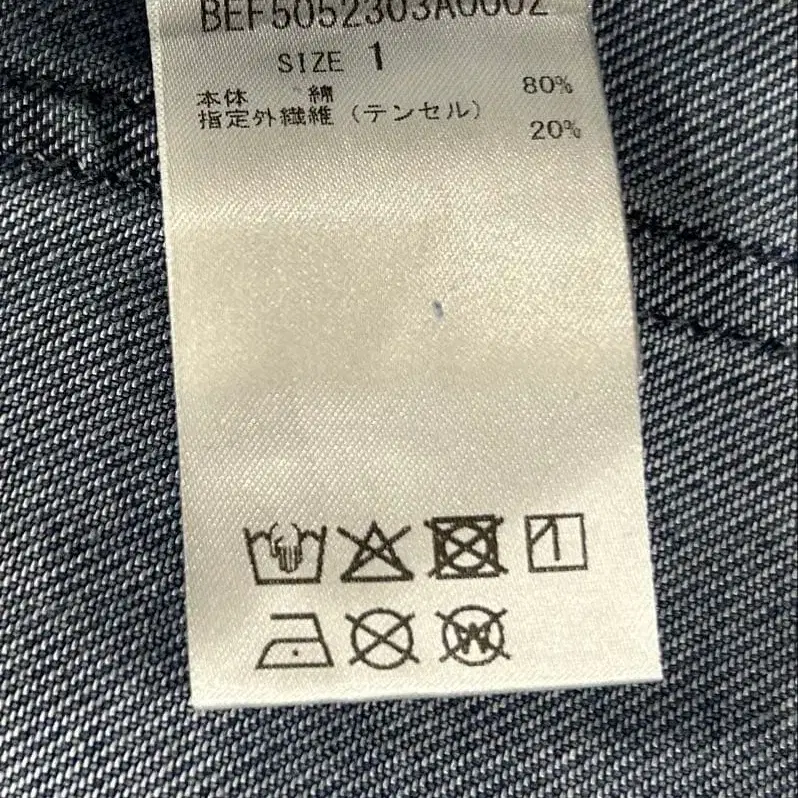 BEF5052303A0002
SIZE 1
本体 綿 80%
指定外繊維（テンセル） 20%
W